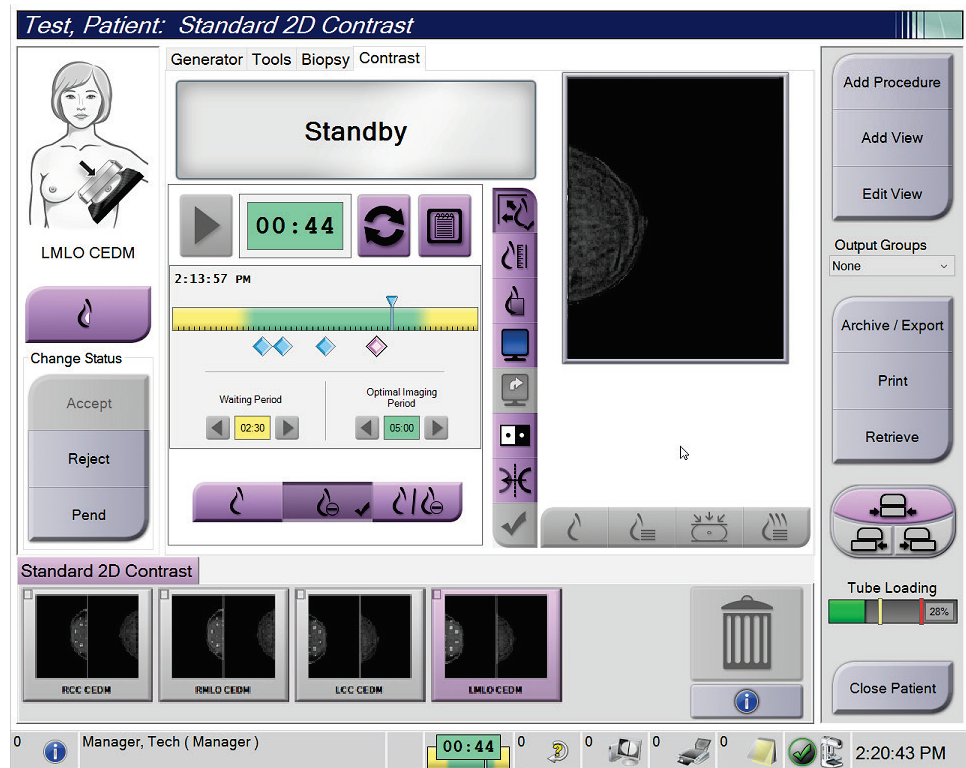 Test, Patient:  Standard 2D Contrast
Generator
Tools
Biopsy
Contrast
Standby
LMLO CEDM
00:44
2:13:57 PM
Waiting Period
Optimal Imaging
Period
02:30
05:00
Change Status
Accept
Reject
Pend
Add Procedure
Add View
Edit View
Output Groups
None
Archive / Export
Print
Retrieve
Tube Loading
28%
Close Patient
Standard 2D Contrast
RCC CEDM
RMLO CEDM
LCC CEDM
LMLO CEDM
0
Manager, Tech ( Manager )
00:44
0
0
0
0
2:20:43 PM